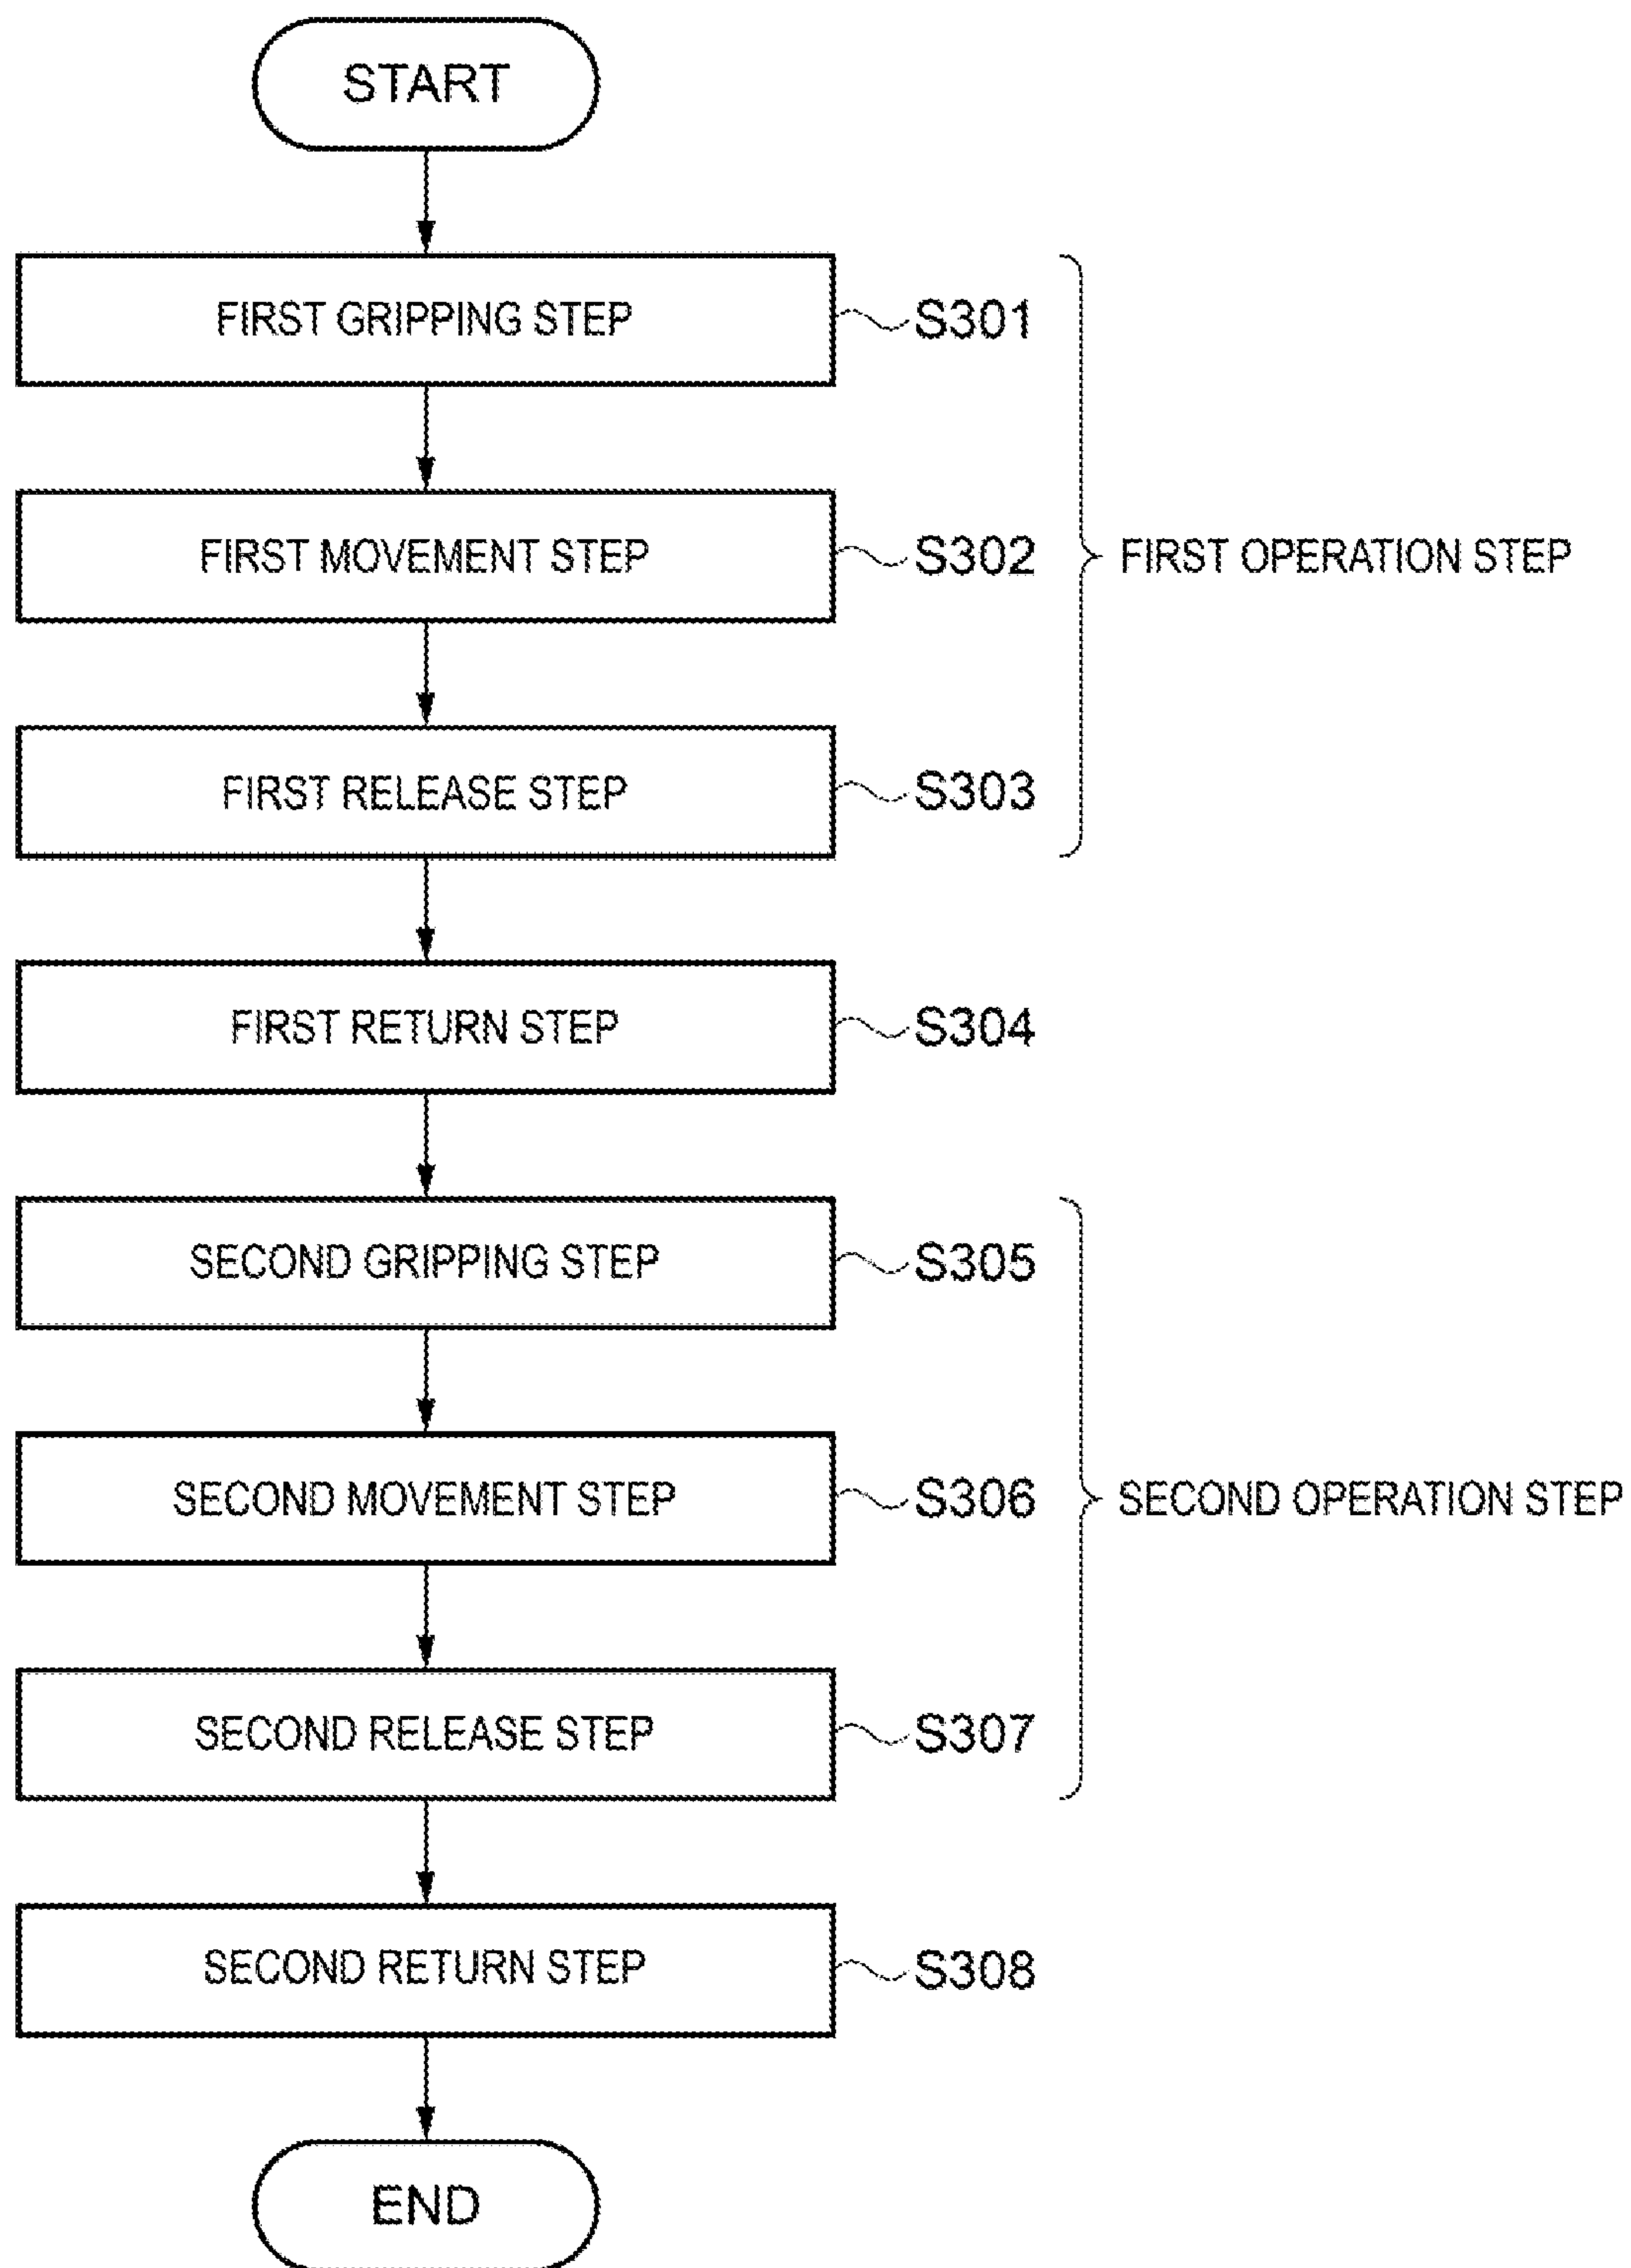 START
FIRST GRIPPING STEP
S301
FIRST MOVEMENT STEP
S302
FIRST OPERATION STEP
FIRST RELEASE STEP
S303
FIRST RETURN STEP
S304
SECOND GRIPPING STEP
S305
SECOND MOVEMENT STEP
S306
SECOND OPERATION STEP
SECOND RELEASE STEP
S307
SECOND RETURN STEP
S308
END